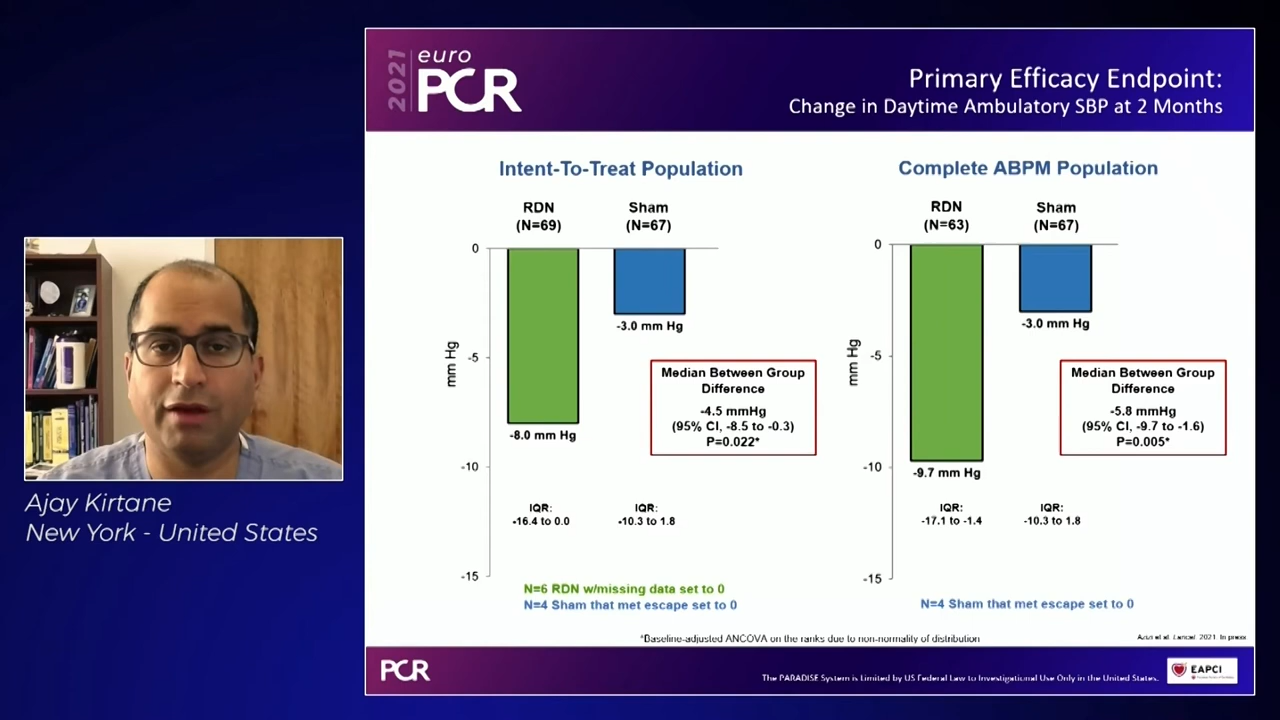 2021 euro PCR
Primary Efficacy Endpoint:
Change in Daytime Ambulatory SBP at 2 Months
Intent-To-Treat Population
RDN
(N=69)
Sham
(N=67)
0
-5
-10
-15
mm Hg
-8.0 mm Hg
-3.0 mm Hg
Median Between Group
Difference
-4.5 mmHg
(95% CI, -8.5 to -0.3)
P=0.022*
IQR:
-16.4 to 0.0
IQR:
-10.3 to 1.8
N=6 RDN w/missing data set to 0
N=4 Sham that met escape set to 0
Complete ABPM Population
RDN
(N=63)
Sham
(N=67)
0
-5
-10
-15
mm Hg
-9.7 mm Hg
-3.0 mm Hg
Median Between Group
Difference
-5.8 mmHg
(95% CI, -9.7 to -1.6)
P=0.005*
IQR:
-17.1 to -1.4
IQR:
-10.3 to 1.8
N=4 Sham that met escape set to 0
*Baseline-adjusted ANCOVA on the ranks due to non-normality of distribution
Azizi et al. Lancet. 2021. In press.
PCR
The PARADISE System is Limited by US Federal Law to Investigational Use Only in the United States.
EAPCI
Ajay Kirtane
New York - United States